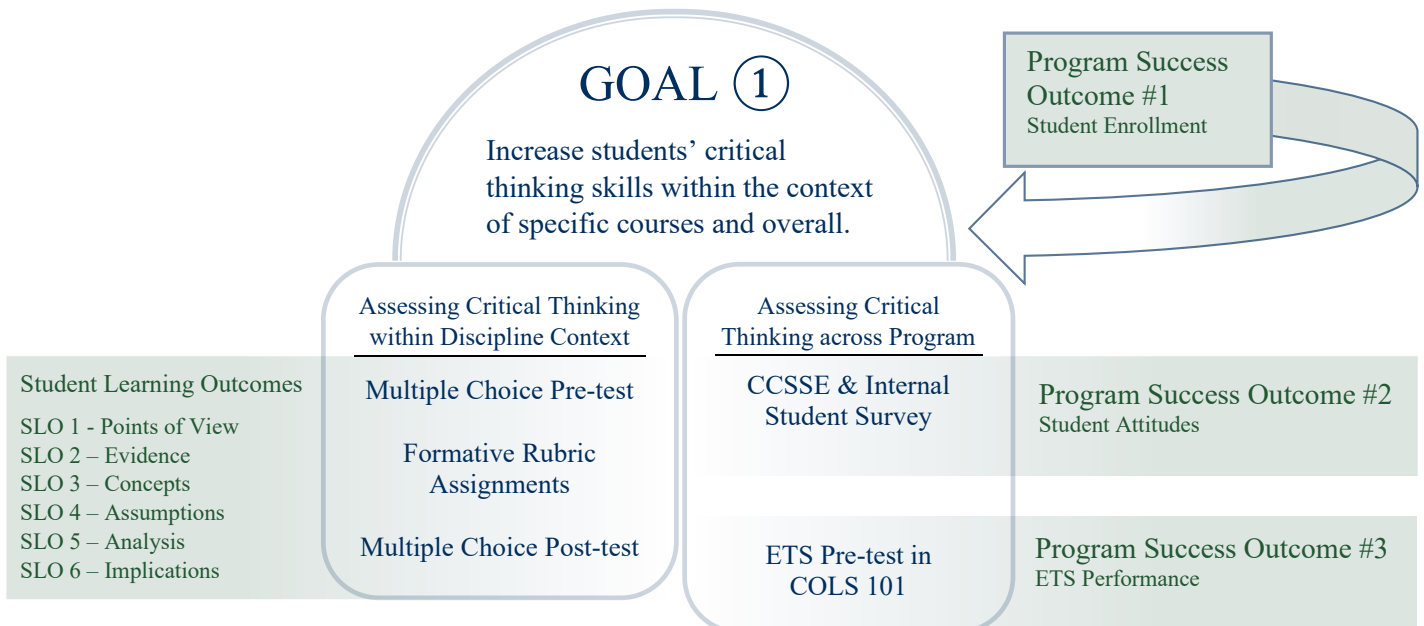 GOAL ①
Increase students’ critical
thinking skills within the context
of specific courses and overall.
Program Success
Outcome #1
Student Enrollment
Assessing Critical Thinking
within Discipline Context
Multiple Choice Pre-test
Formative Rubric
Assignments
Multiple Choice Post-test
Assessing Critical
Thinking across Program
CCSSE & Internal
Student Survey
ETS Pre-test in
COLS 101
Student Learning Outcomes
SLO 1 - Points of View
SLO 2 – Evidence
SLO 3 – Concepts
SLO 4 – Assumptions
SLO 5 – Analysis
SLO 6 – Implications
Program Success Outcome #2
Student Attitudes
Program Success Outcome #3
ETS Performance